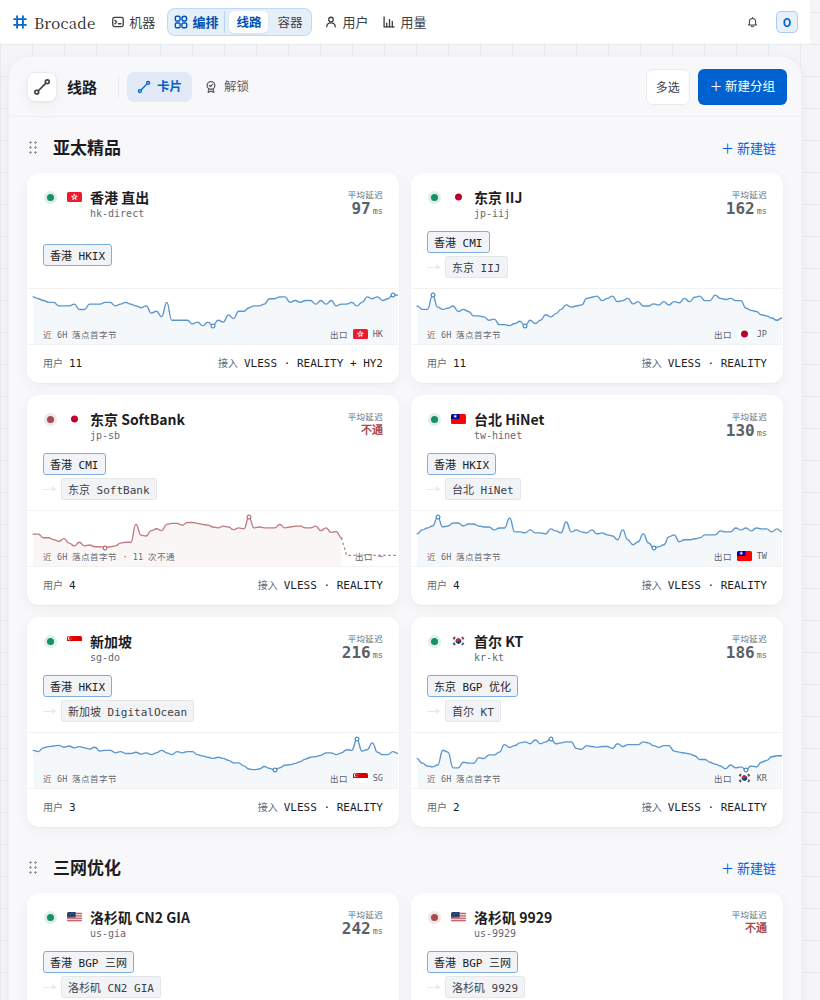 Brocade 机器 编排 线路 容器 用户 用量 O
线路 卡片 解锁 多选 + 新建分组
亚太精品 + 新建链
香港 直出 平均延迟
hk-direct 97 ms
香港 HKIX
近 6H 落点首字节 出口 HK
用户 11 接入 VLESS · REALITY + HY2
东京 IIJ 平均延迟
jp-iij 162 ms
香港 CMI
东京 IIJ
近 6H 落点首字节 出口 JP
用户 11 接入 VLESS · REALITY
东京 SoftBank 平均延迟
jp-sb 不通
香港 CMI
东京 SoftBank
近 6H 落点首字节 · 11 次不通 出口 —
用户 4 接入 VLESS · REALITY
台北 HiNet 平均延迟
tw-hinet 130 ms
香港 HKIX
台北 HiNet
近 6H 落点首字节 出口 TW
用户 4 接入 VLESS · REALITY
新加坡 平均延迟
sg-do 216 ms
香港 HKIX
新加坡 DigitalOcean
近 6H 落点首字节 出口 SG
用户 3 接入 VLESS · REALITY
首尔 KT 平均延迟
kr-kt 186 ms
东京 BGP 优化
首尔 KT
近 6H 落点首字节 出口 KR
用户 2 接入 VLESS · REALITY
三网优化 + 新建链
洛杉矶 CN2 GIA 平均延迟
us-gia 242 ms
香港 BGP 三网
洛杉矶 CN2 GIA
洛杉矶 9929 平均延迟
us-9929 不通
香港 BGP 三网
洛杉矶 9929